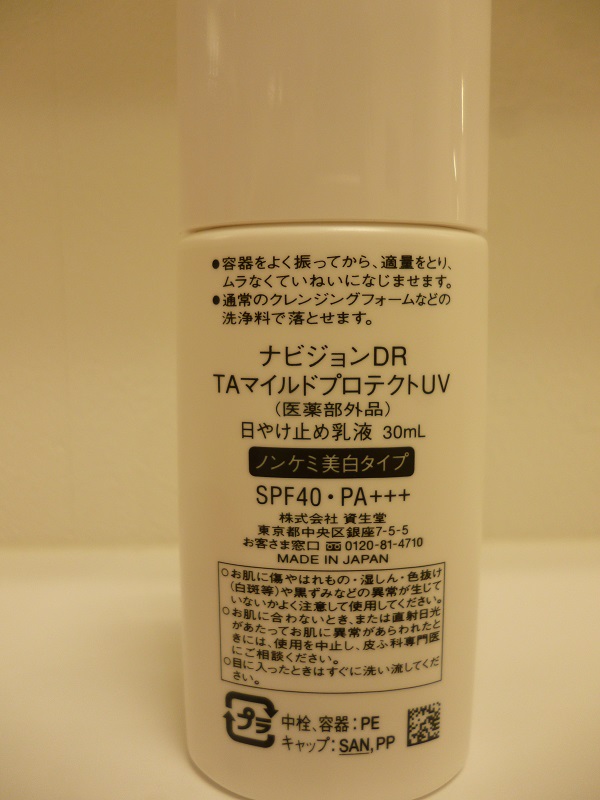 ●容器をよく振ってから、適量をとり、
ムラなくていねいになじませます。
●通常のクレンジングフォームなどの
洗浄料で落とせます。
ナビジョンDR
TAマイルドプロテクトUV
（医薬部外品）
日やけ止め乳液 30mL
ノンケミ美白タイプ
SPF40・PA+++
株式会社 資生堂
東京都中央区銀座7-5-5
お客さま窓口 0120-81-4710
MADE IN JAPAN
○お肌に傷やはれもの・湿しん・色抜け
（白斑等）や黒ずみなどの異常が生じて
いないかよく注意して使用してください。
○お肌に合わないとき、または直射日光
があたってお肌に異常があらわれたと
きには、使用を中止し、皮ふ科専門医
にご相談ください。
○目に入ったときはすぐに洗い流してくだ
さい。
プラ
中栓、容器：PE
キャップ：SAN,PP